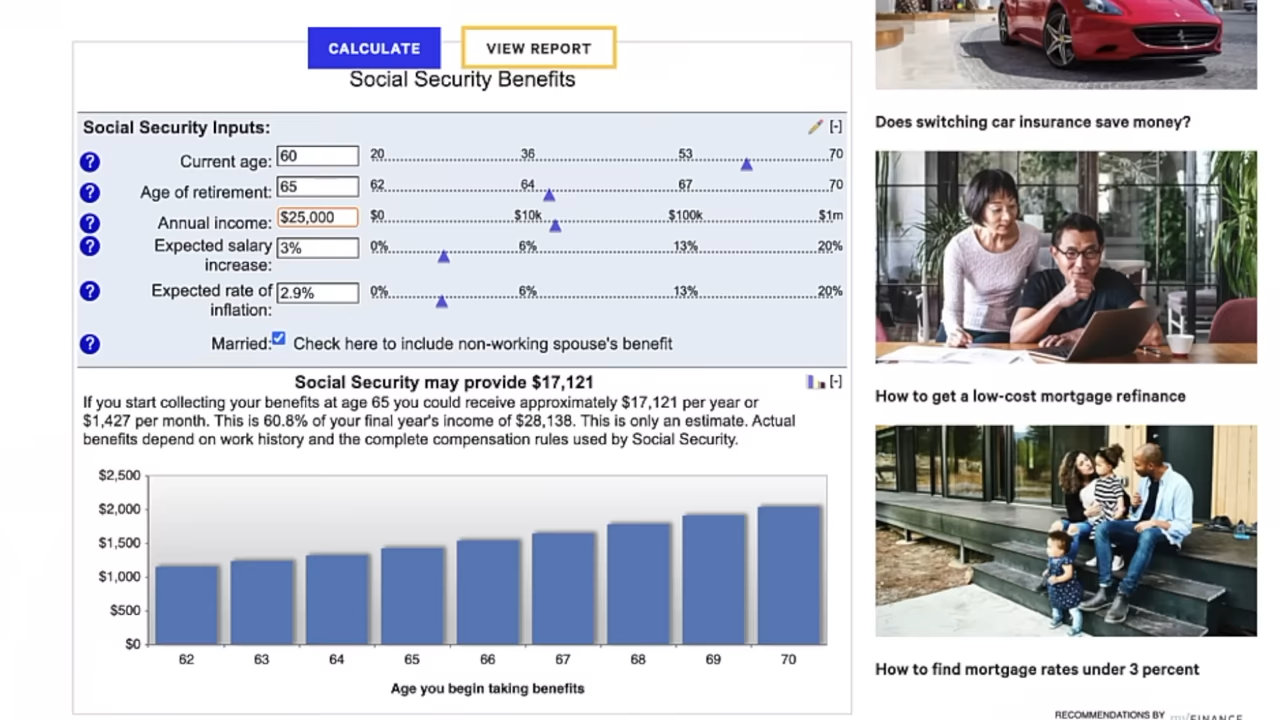 CALCULATE
VIEW REPORT
Social Security Benefits
Social Security Inputs: [-]
? Current age: 60 20 36 53 70
? Age of retirement: 65 62 64 67 70
? Annual income: $25,000 $0 $10k $100k $1m
? Expected salary increase: 3% 0% 6% 13% 20%
? Expected rate of inflation: 2.9% 0% 6% 13% 20%
? Married: Check here to include non-working spouse's benefit
Social Security may provide $17,121 [-]
If you start collecting your benefits at age 65 you could receive approximately $17,121 per year or
$1,427 per month. This is 60.8% of your final year's income of $28,138. This is only an estimate. Actual
benefits depend on work history and the complete compensation rules used by Social Security.
$2,500
$2,000
$1,500
$1,000
$500
$0
62 63 64 65 66 67 68 69 70
Age you begin taking benefits
Does switching car insurance save money?
How to get a low-cost mortgage refinance
How to find mortgage rates under 3 percent
RECOMMENDATIONS BY myFINANCE